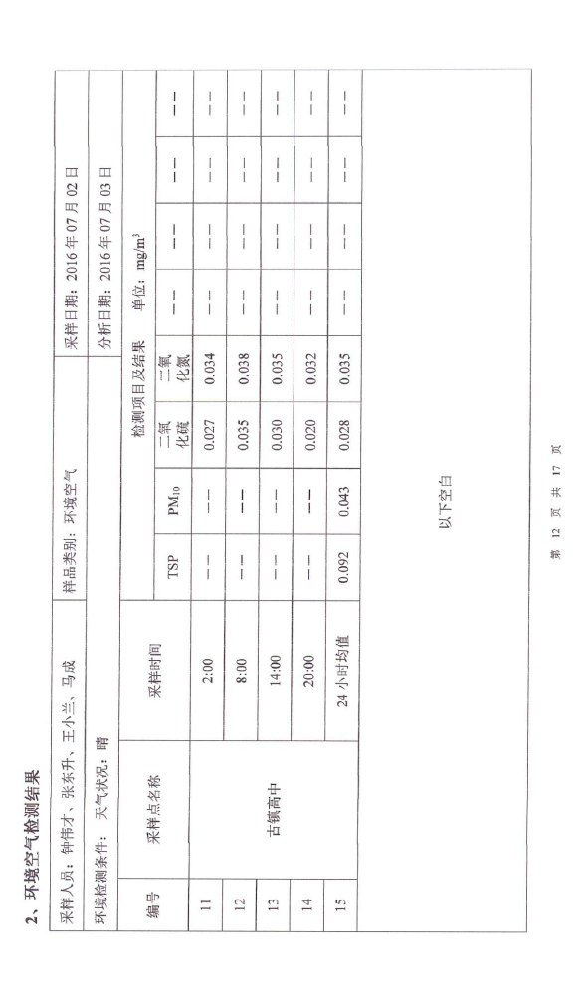 2、环境空气检测结果
采样人员：钟伟才、张东升、王小兰、马成 样品类别：环境空气 采样日期：2016 年 07 月 02 日
环境检测条件： 天气状况：晴 分析日期：2016 年 07 月 03 日
编号 采样点名称 采样时间 检测项目及结果 单位：mg/m³
TSP PM₁₀ 二氧化硫 二氧化氮 —— —— —— ——
11 古镇高中 2:00 —— —— 0.027 0.034 —— —— —— ——
12 8:00 —— —— 0.035 0.038 —— —— —— ——
13 14:00 —— —— 0.030 0.035 —— —— —— ——
14 20:00 —— —— 0.020 0.032 —— —— —— ——
15 24 小时均值 0.092 0.043 0.028 0.035 —— —— —— ——
以下空白
第 12 页 共 17 页